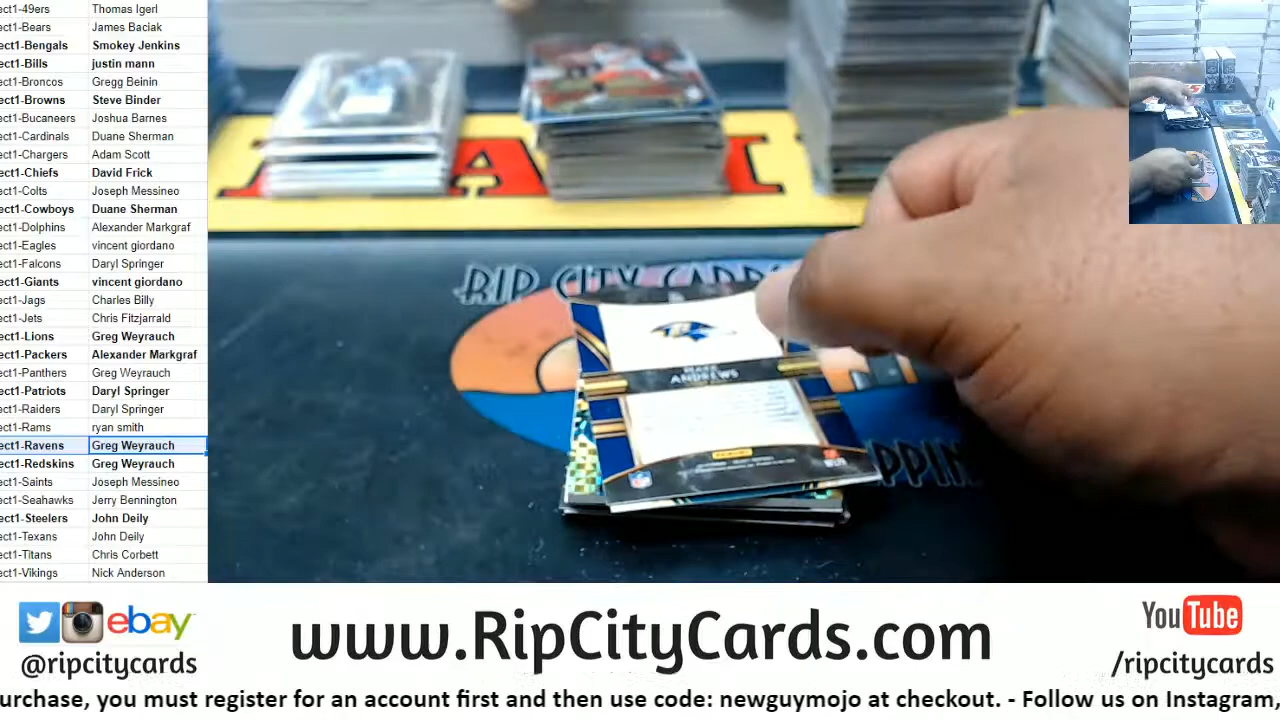 ect1-49ers Thomas Igerl
ect1-Bears James Baciak
ect1-Bengals Smokey Jenkins
ect1-Bills justin mann
ect1-Broncos Gregg Beinin
ect1-Browns Steve Binder
ect1-Bucaneers Joshua Barnes
ect1-Cardinals Duane Sherman
ect1-Chargers Adam Scott
ect1-Chiefs David Frick
ect1-Colts Joseph Messineo
ect1-Cowboys Duane Sherman
ect1-Dolphins Alexander Markgraf
ect1-Eagles vincent giordano
ect1-Falcons Daryl Springer
ect1-Giants vincent giordano
ect1-Jags Charles Billy
ect1-Jets Chris Fitzjarrald
ect1-Lions Greg Weyrauch
ect1-Packers Alexander Markgraf
ect1-Panthers Greg Weyrauch
ect1-Patriots Daryl Springer
ect1-Raiders Daryl Springer
ect1-Rams ryan smith
ect1-Ravens Greg Weyrauch
ect1-Redskins Greg Weyrauch
ect1-Saints Joseph Messineo
ect1-Seahawks Jerry Bennington
ect1-Steelers John Deily
ect1-Texans John Deily
ect1-Titans Chris Corbett
ect1-Vikings Nick Anderson
RIP CITY CARDS
MARK
ANDREWS
PANINI
PPIN
ebay
@ripcitycards
www.RipCityCards.com
YouTube
/ripcitycards
urchase, you must register for an account first and then use code: newguymojo at checkout. - Follow us on Instagram,